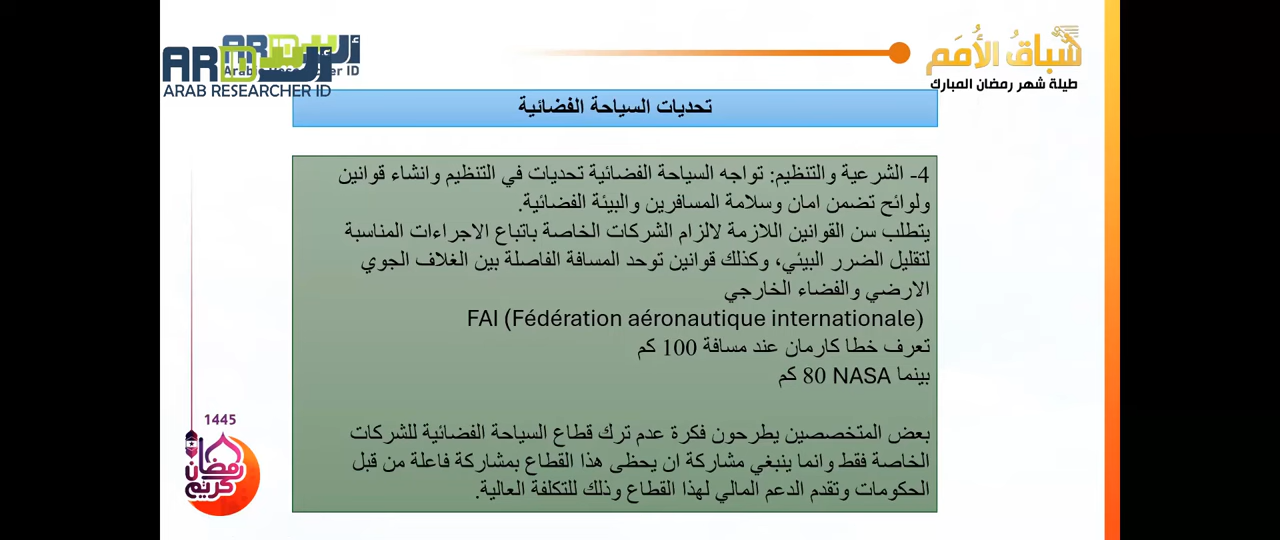 سباق الأمم
طيلة شهر رمضان المبارك
ARAB RESEARCHER ID
تحديات السياحة الفضائية
4- الشرعية والتنظيم: تواجه السياحة الفضائية تحديات في التنظيم وانشاء قوانين
ولوائح تضمن امان وسلامة المسافرين والبيئة الفضائية.
يتطلب سن القوانين اللازمة لالزام الشركات الخاصة باتباع الاجراءات المناسبة
لتقليل الضرر البيئي، وكذلك قوانين توحد المسافة الفاصلة بين الغلاف الجوي
الارضي والفضاء الخارجي
FAI (Fédération aéronautique internationale)
تعرف خطا كارمان عند مسافة 100 كم
بينما NASA 80 كم
بعض المتخصصين يطرحون فكرة عدم ترك قطاع السياحة الفضائية للشركات
الخاصة فقط وانما ينبغي مشاركة ان يحظى هذا القطاع بمشاركة فاعلة من قبل
الحكومات وتقدم الدعم المالي لهذا القطاع وذلك للتكلفة العالية.
1445
رمضان
كريم